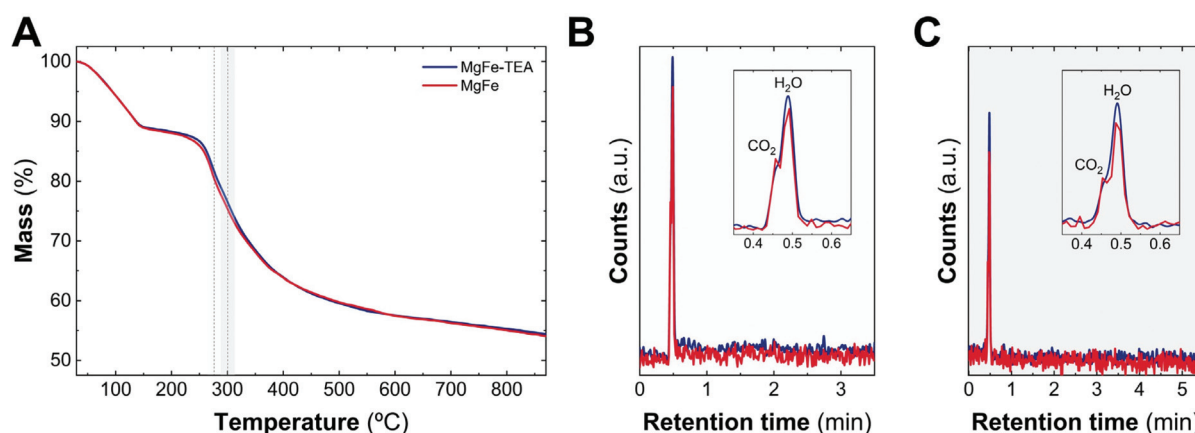 A
100
90
80
70
60
50
Mass (%)
MgFe-TEA
MgFe
100 200 300 400 500 600 700 800
Temperature (ºC)
B
Counts (a.u.)
H2O
CO2
0.4 0.5 0.6
0 1 2 3
Retention time (min)
C
Counts (a.u.)
H2O
CO2
0.4 0.5 0.6
0 1 2 3 4 5
Retention time (min)